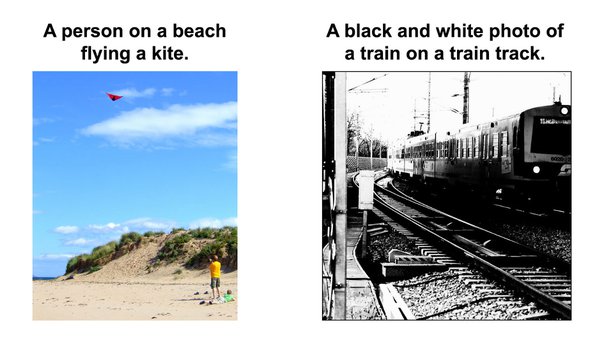 A person on a beach
flying a kite.
A black and white photo of
a train on a train track.